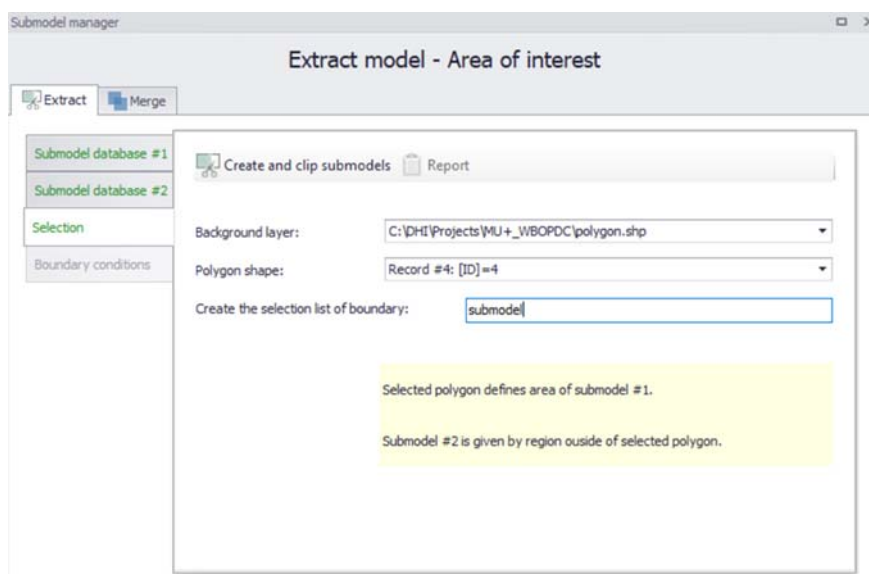 Submodel manager
Extract model - Area of interest
Extract
Merge
Submodel database #1
Submodel database #2
Selection
Boundary conditions
Create and clip submodels
Report
Background layer:
C:\DHI\Projects\MU+_WBOPDC\polygon.shp
Polygon shape:
Record #4: [ID]=4
Create the selection list of boundary:
submodel
Selected polygon defines area of submodel #1.
Submodel #2 is given by region ouside of selected polygon.